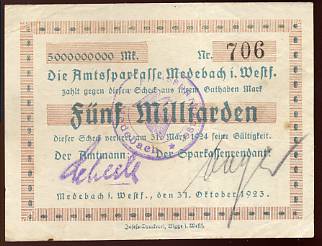 5000000000 Mk. Nr. 706
Die Amtssparkasse Medebach i. Westf.
zahlt gegen diesen Scheck aus ihrem Guthaben Mark
Fünf Milliarden
dieser Scheck verliert am 31. März 1924 seine Gültigkeit.
Der Amtmann: Der Sparkassenrendant
Medebach i. Westf., den 31. Oktober 1923.